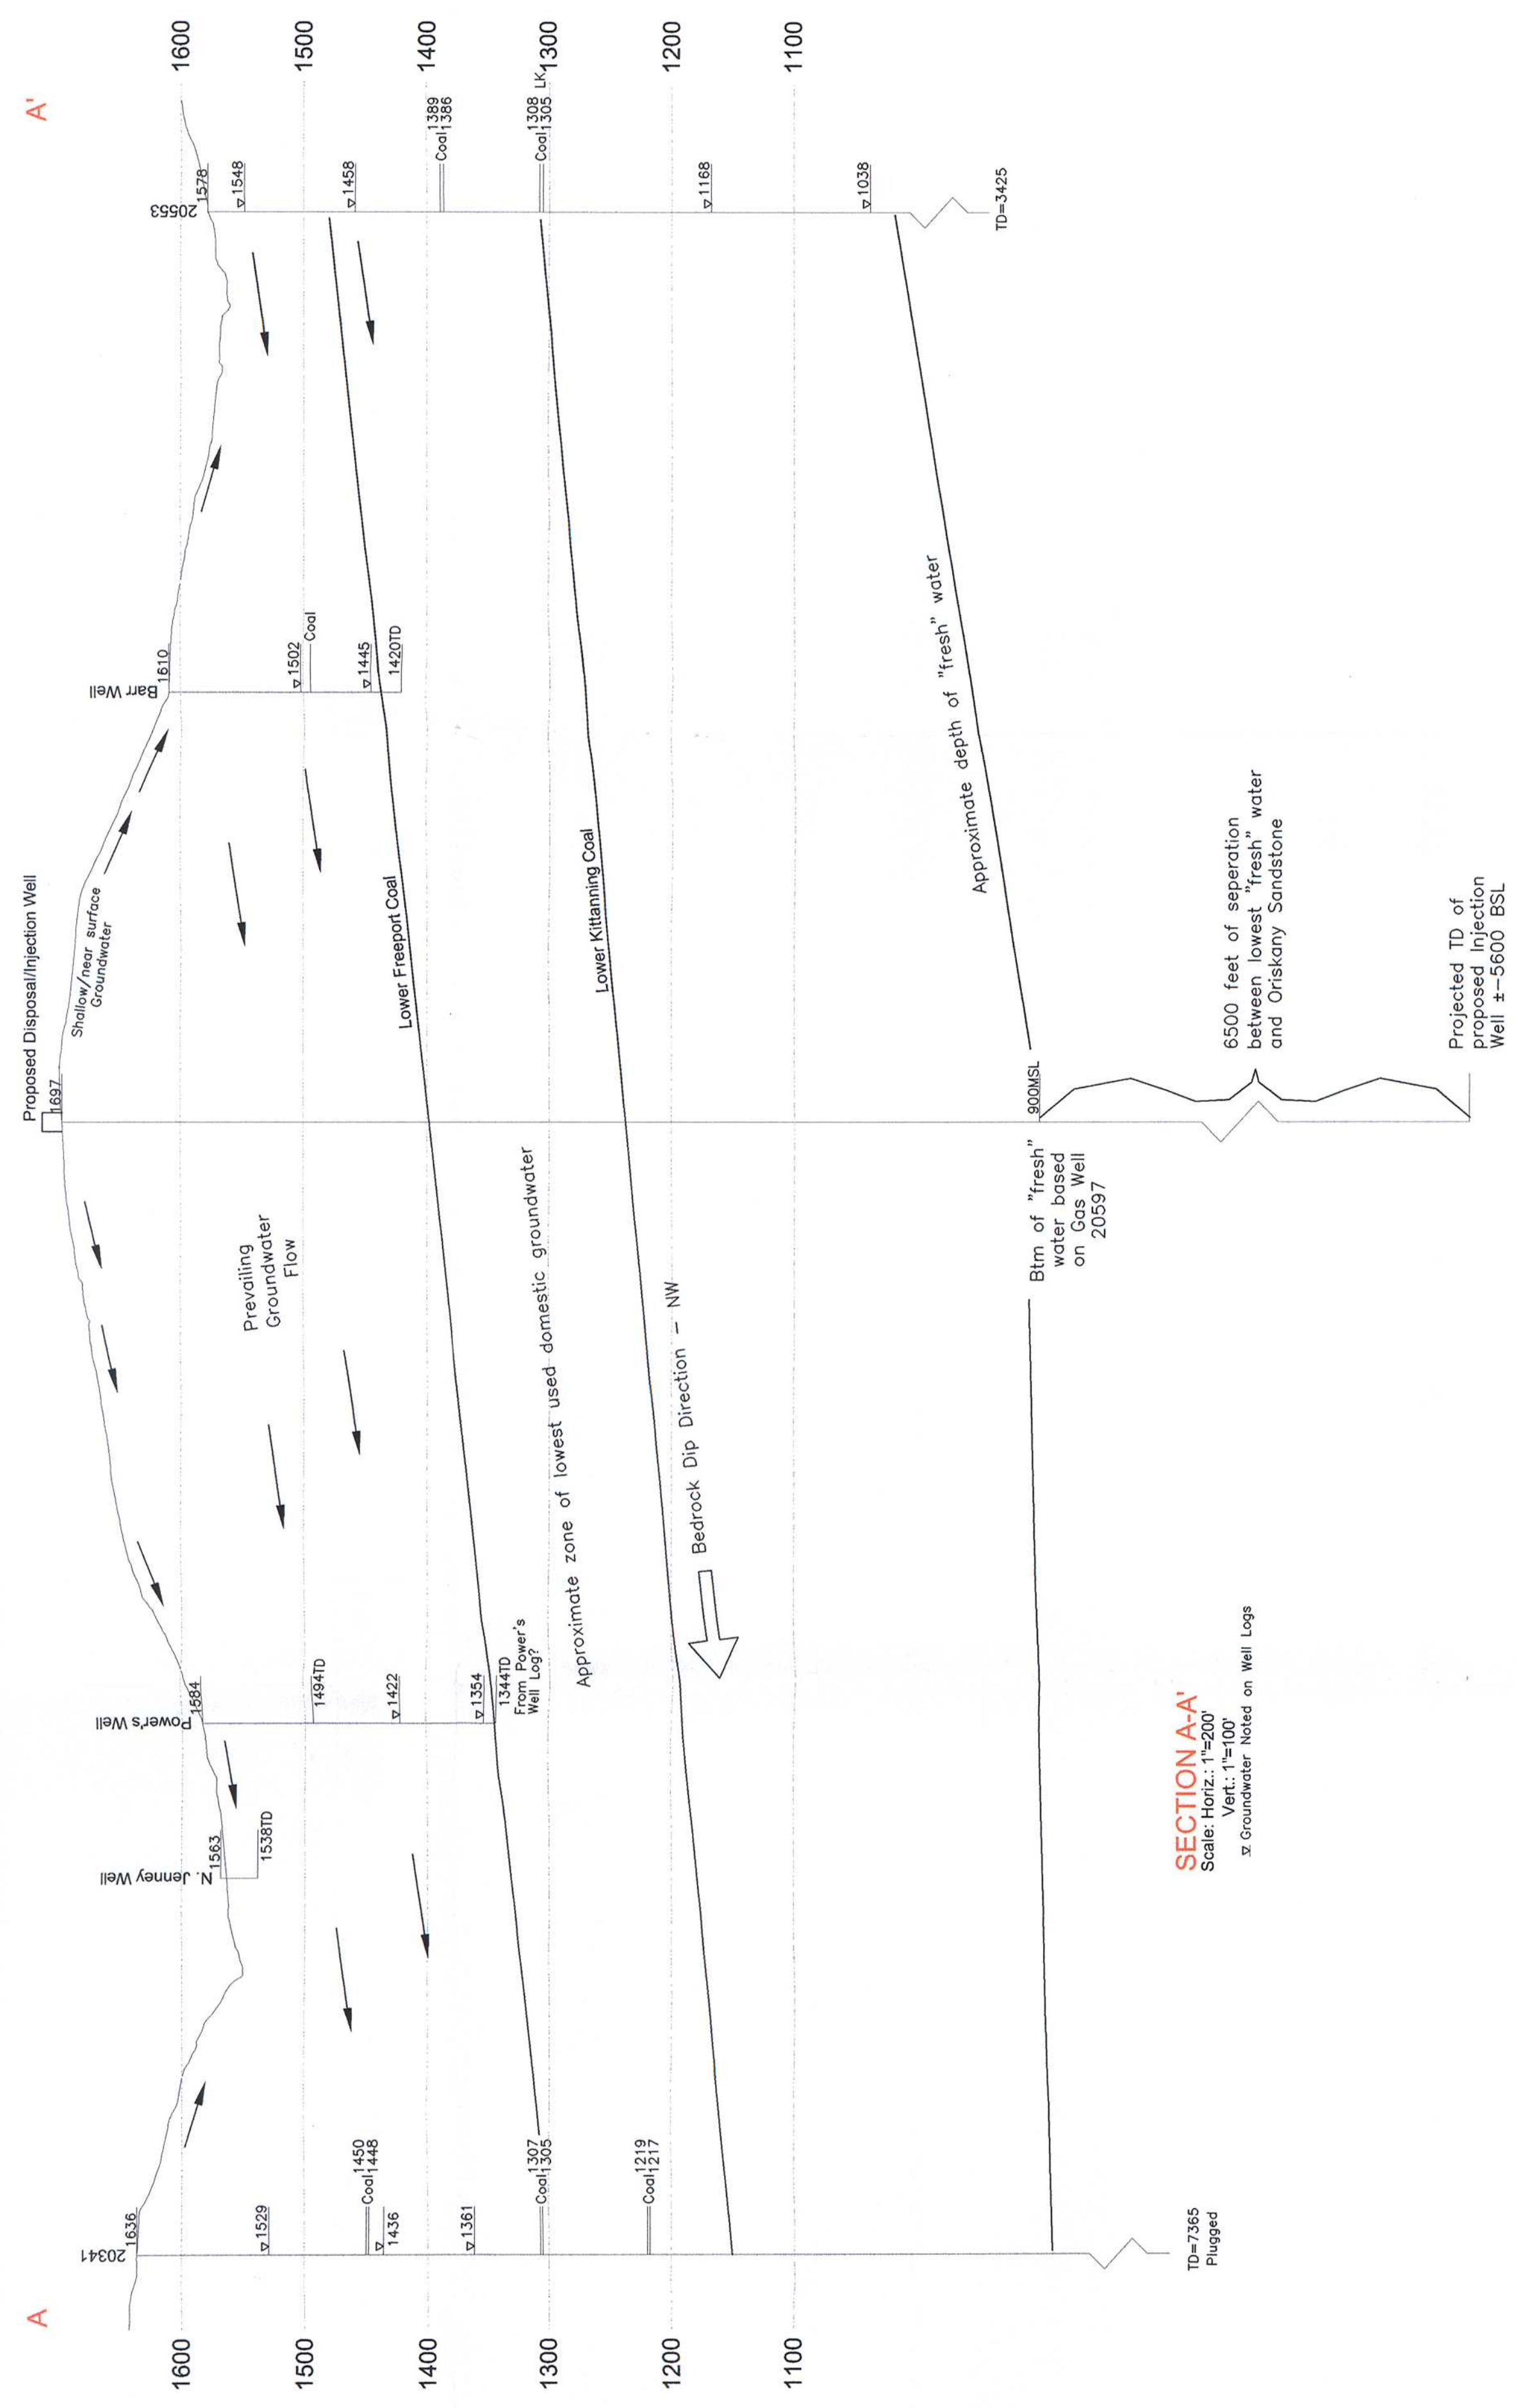 A
A'
Proposed Disposal/Injection Well
1697
Shallow/near surface
Groundwater
20341
1636
N. Jenney Well
1563
1538TD
Power's Well
1584
1494TD
Barr Well
1610
20553
1578
1600
1600
1500
1500
1400
1400
1300
1300
1200
1200
1100
1100
1529
Coal 1450
1448
1436
1361
Coal 1307
1305
Coal 1219
1217
TD=7365
Plugged
1422
1354
1344TD
From Power's
Well Log?
Prevailing
Groundwater
Flow
Lower Freeport Coal
Approximate zone of lowest used domestic groundwater
Lower Kittanning Coal
Bedrock Dip Direction - NW
1502
Coal
1445
1420TD
1548
1458
Coal 1389
1386
Coal 1308
1305 LK
1168
1038
TD=3425
Approximate depth of "fresh" water
900MSL
Btm of "fresh"
water based
on Gas Well
20597
6500 feet of seperation
between lowest "fresh" water
and Oriskany Sandstone
Projected TD of
proposed Injection
Well ±-5600 BSL
SECTION A-A'
Scale: Horiz.: 1"=200'
Vert.: 1"=100'
Groundwater Noted on Well Logs